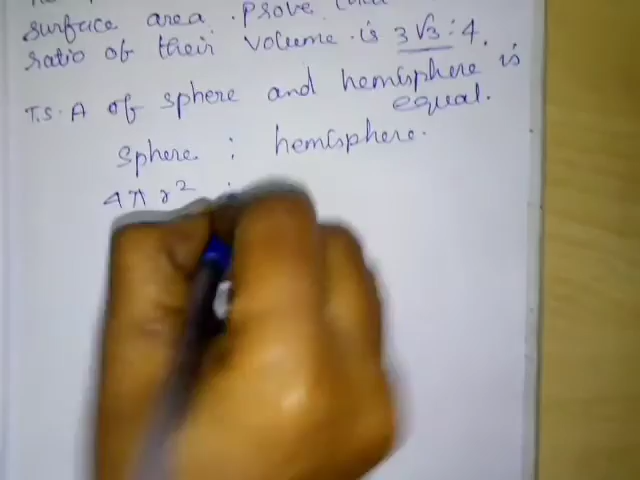 surface area . prove
ratio of their volume is 3√3 : 4.
T.S.A of sphere and hemisphere is
equal.
sphere : hemisphere.
4πr² :